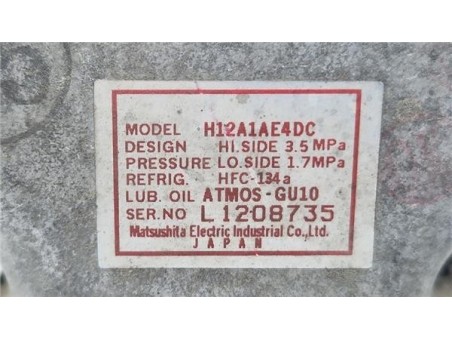 MODEL H12A1AE4DC
DESIGN HI.SIDE 3.5 MPa
PRESSURE LO.SIDE 1.7MPa
REFRIG. HFC-134a
LUB. OIL ATMOS-GU10
SER.NO L1208735
Matsushita Electric Industrial Co.,Ltd.
JAPAN